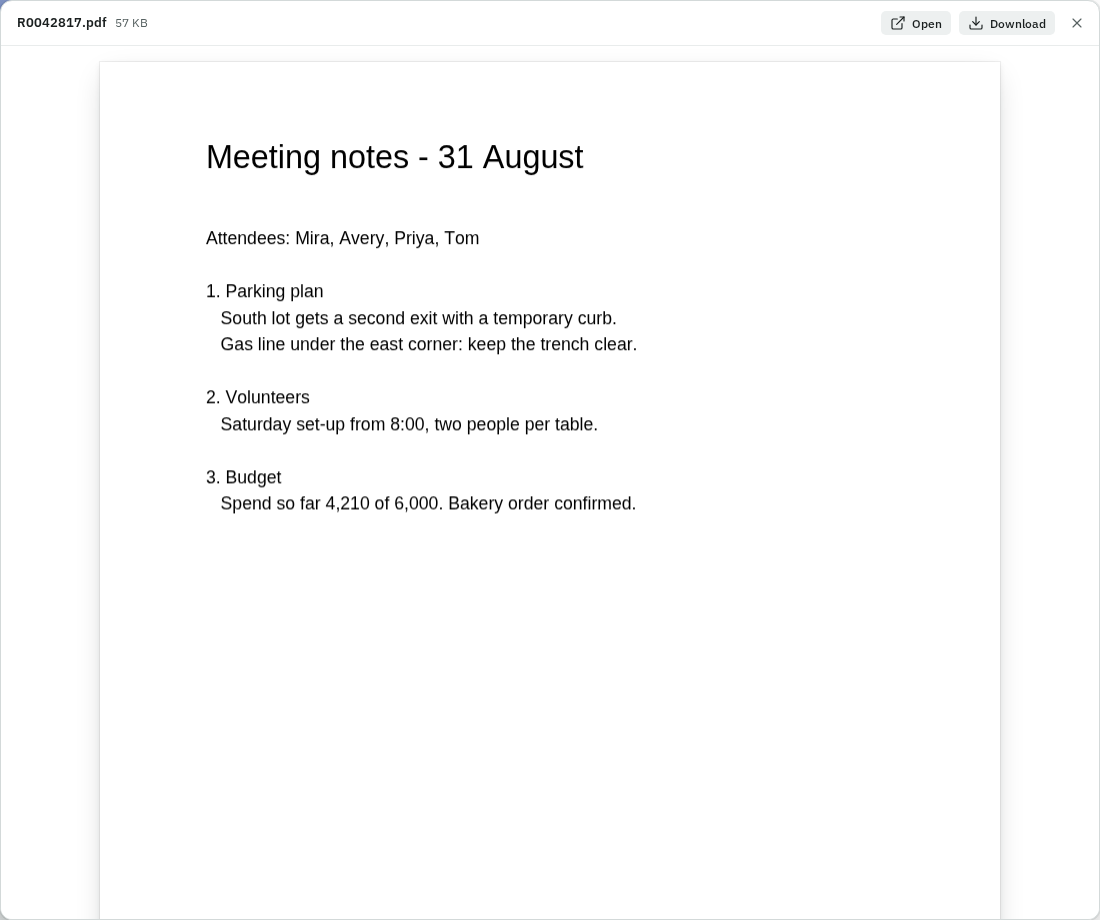 R0042817.pdf 57 KB Open Download
Meeting notes - 31 August
Attendees: Mira, Avery, Priya, Tom
1. Parking plan
South lot gets a second exit with a temporary curb.
Gas line under the east corner: keep the trench clear.
2. Volunteers
Saturday set-up from 8:00, two people per table.
3. Budget
Spend so far 4,210 of 6,000. Bakery order confirmed.